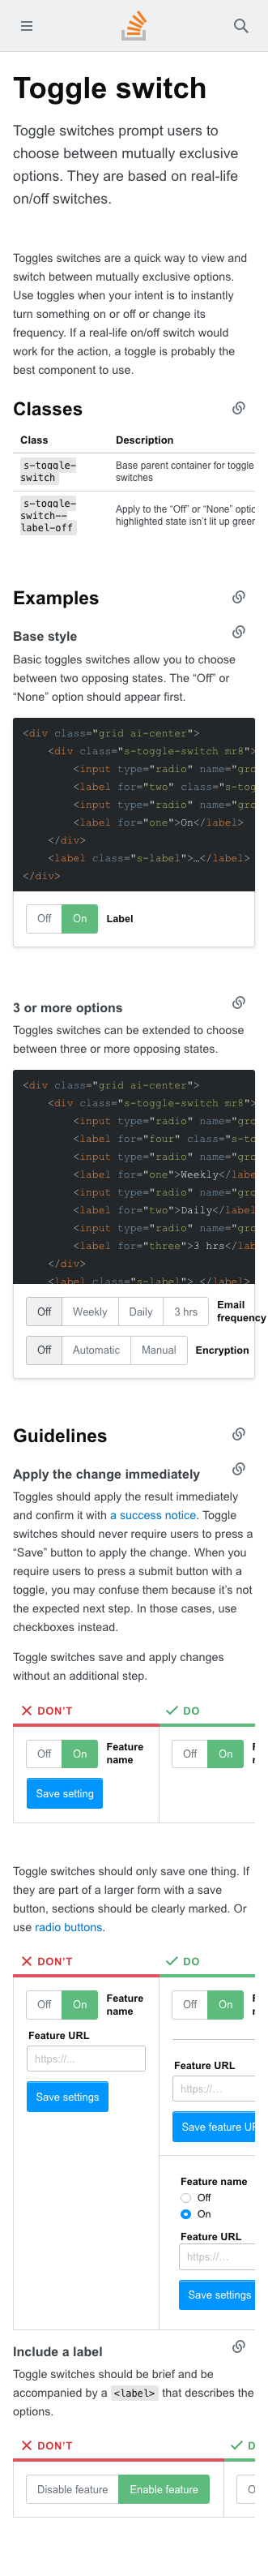 Toggle switch
Toggle switches prompt users to
choose between mutually exclusive
options. They are based on real-life
on/off switches.
Toggles switches are a quick way to view and
switch between mutually exclusive options.
Use toggles when your intent is to instantly
turn something on or off or change its
frequency. If a real-life on/off switch would
work for the action, a toggle is probably the
best component to use.
Classes
Class Description
s-toggle- Base parent container for toggle
switch switches
s-toggle-
switch-- Apply to the “Off” or “None” optic
label-off highlighted state isn’t lit up greer
Examples
Base style
Basic toggles switches allow you to choose
between two opposing states. The “Off” or
“None” option should appear first.
<div class="grid ai-center">
<div class="s-toggle-switch mr8">
<input type="radio" name="gro
<label for="two" class="s-tog
<input type="radio" name="gro
<label for="one">On</label>
</div>
<label class="s-label">…</label>
</div>
Off On Label
3 or more options
Toggles switches can be extended to choose
between three or more opposing states.
<div class="grid ai-center">
<div class="s-toggle-switch mr8">
<input type="radio" name="gro
<label for="four" class="s-to
<input type="radio" name="gro
<label for="one">Weekly</labe
<input type="radio" name="gro
<label for="two">Daily</label
<input type="radio" name="gro
<label for="three">3 hrs</lab
</div>
<label class="s-label">…</label>
Off Weekly Daily 3 hrs Email
frequency
Off Automatic Manual Encryption
Guidelines
Apply the change immediately
Toggles should apply the result immediately
and confirm it with a success notice. Toggle
switches should never require users to press a
“Save” button to apply the change. When you
require users to press a submit button with a
toggle, you may confuse them because it’s not
the expected next step. In those cases, use
checkboxes instead.
Toggle switches save and apply changes
without an additional step.
DON’T DO
Off On Feature
name
Off On
Save setting
Toggle switches should only save one thing. If
they are part of a larger form with a save
button, sections should be clearly marked. Or
use radio buttons.
DON’T DO
Off On Feature
name
Off On
Feature URL
https://...
Save settings
Feature URL
https://...
Save feature UF
Feature name
Off
On
Feature URL
https://...
Save settings
Include a label
Toggle switches should be brief and be
accompanied by a <label> that describes the
options.
DON’T D
Disable feature Enable feature